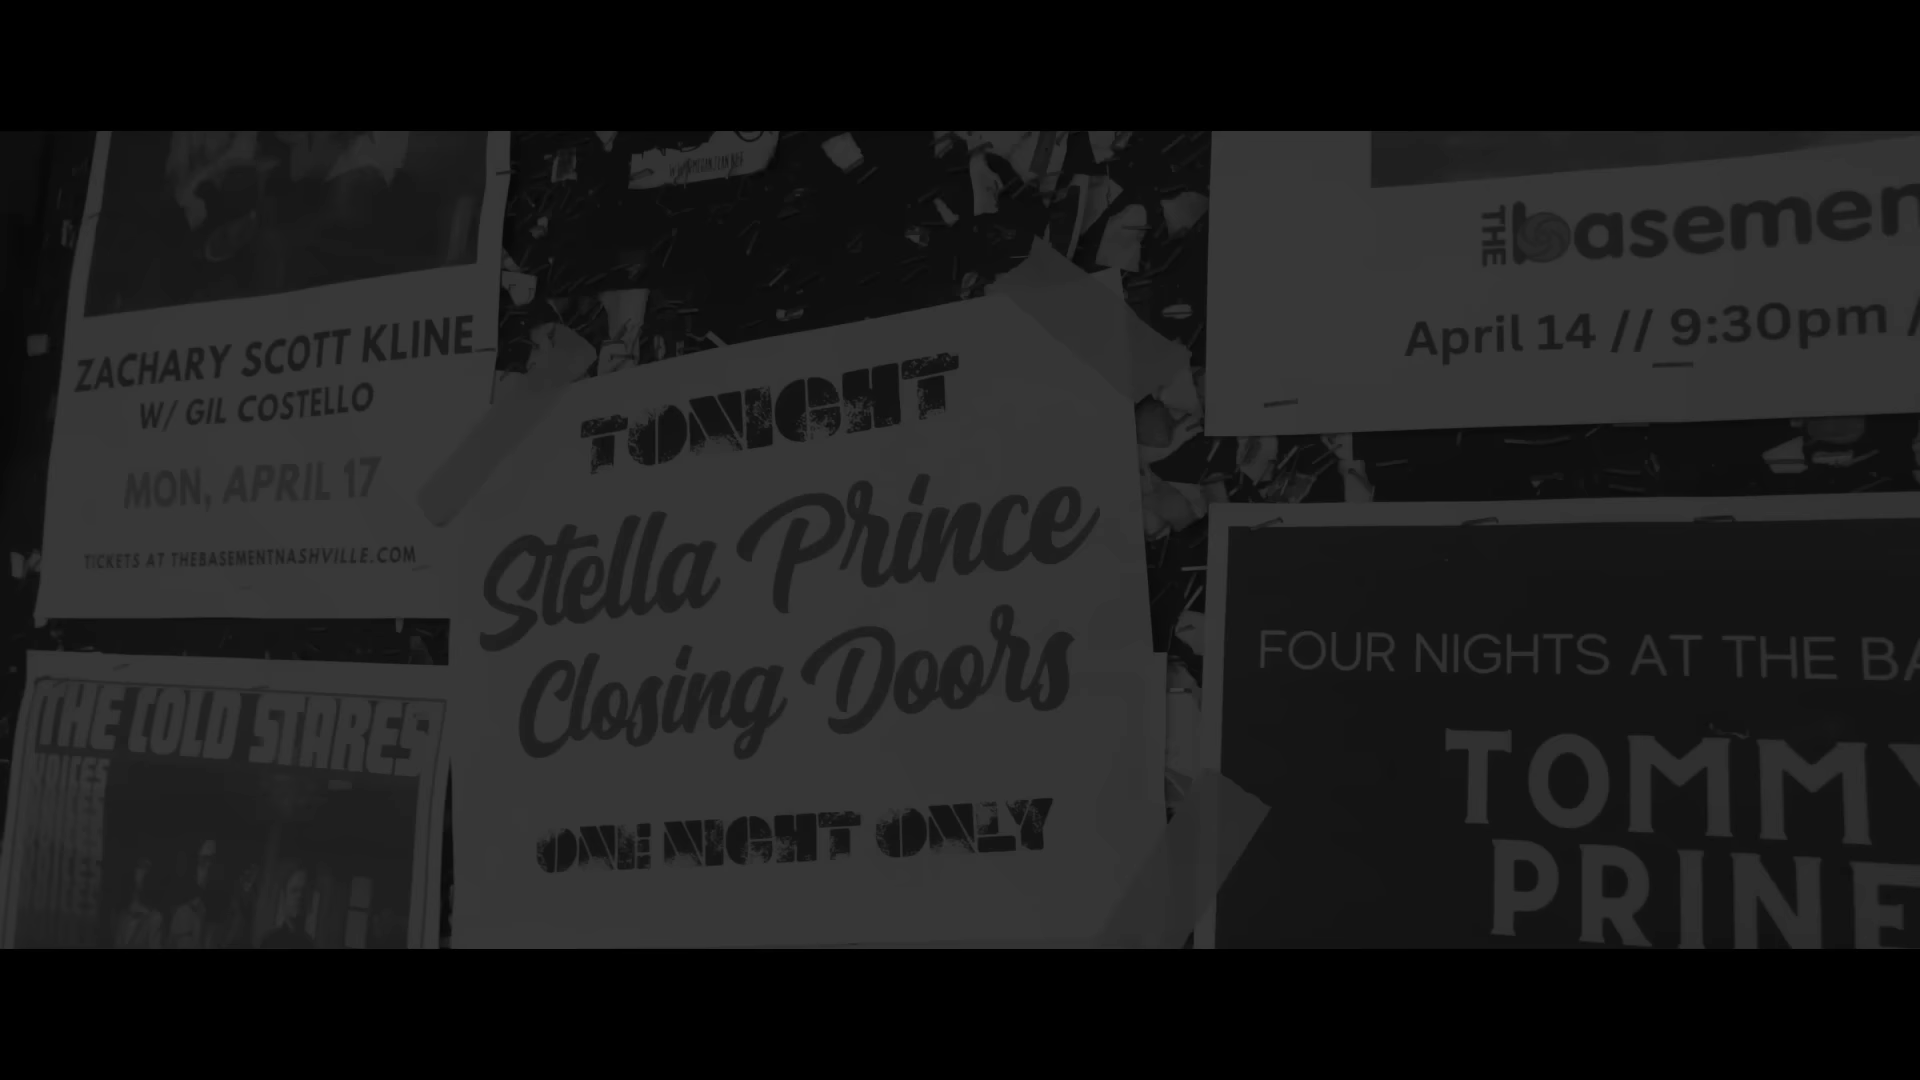 ZACHARY SCOTT KLINE
W/ GIL COSTELLO
MON, APRIL 17
TICKETS AT THEBASEMENTNASHVILLE.COM
THE COLD STARES
VOICES
TONIGHT
Stella Prince
Closing Doors
ONE NIGHT ONLY
THE basemen
April 14 // 9:30pm /
FOUR NIGHTS AT THE BA
TOMMY
PRINE